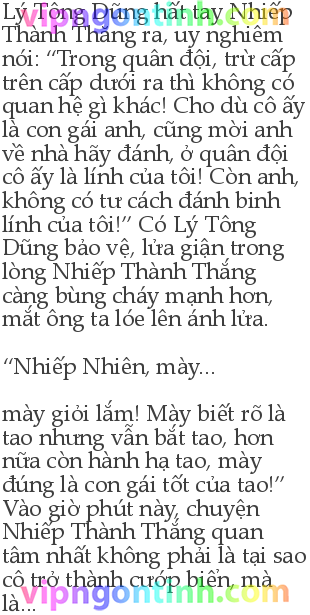 Lý Tông Dũng hất tay Nhiếp
vipngontinh.com
Thành Thắng ra, uy nghiêm
nói: “Trong quân đội, trừ cấp
trên cấp dưới ra thì không có
quan hệ gì khác! Cho dù cô ấy
là con gái anh, cũng mời anh
về nhà hãy đánh, ở quân đội
cô ấy là lính của tôi! Còn anh,
không có tư cách đánh binh
lính của tôi!” Có Lý Tông
Dũng bảo vệ, lửa giận trong
lòng Nhiếp Thành Thắng
càng bùng cháy mạnh hơn,
mắt ông ta lóe lên ánh lửa.
“Nhiếp Nhiên, mày...
mày giỏi lắm! Mày biết rõ là
tao nhưng vẫn bắt tao, hơn
nữa còn hành hạ tao, mày
đúng là con gái tốt của tao!”
Vào giờ phút này, chuyện
vipngontinh.com
Nhiếp Thành Thắng quan
tâm nhất không phải là tại sao
cô trở thành cướp biển, mà
vipngontinh.com
là...